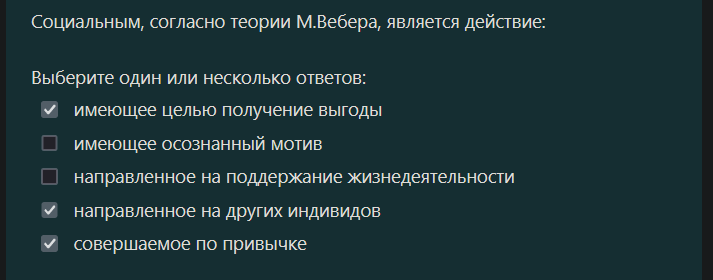 Социальным, согласно теории М.Вебера, является действие:
Выберите один или несколько ответов:
имеющее целью получение выгоды
имеющее осознанный мотив
направленное на поддержание жизнедеятельности
направленное на других индивидов
совершаемое по привычке